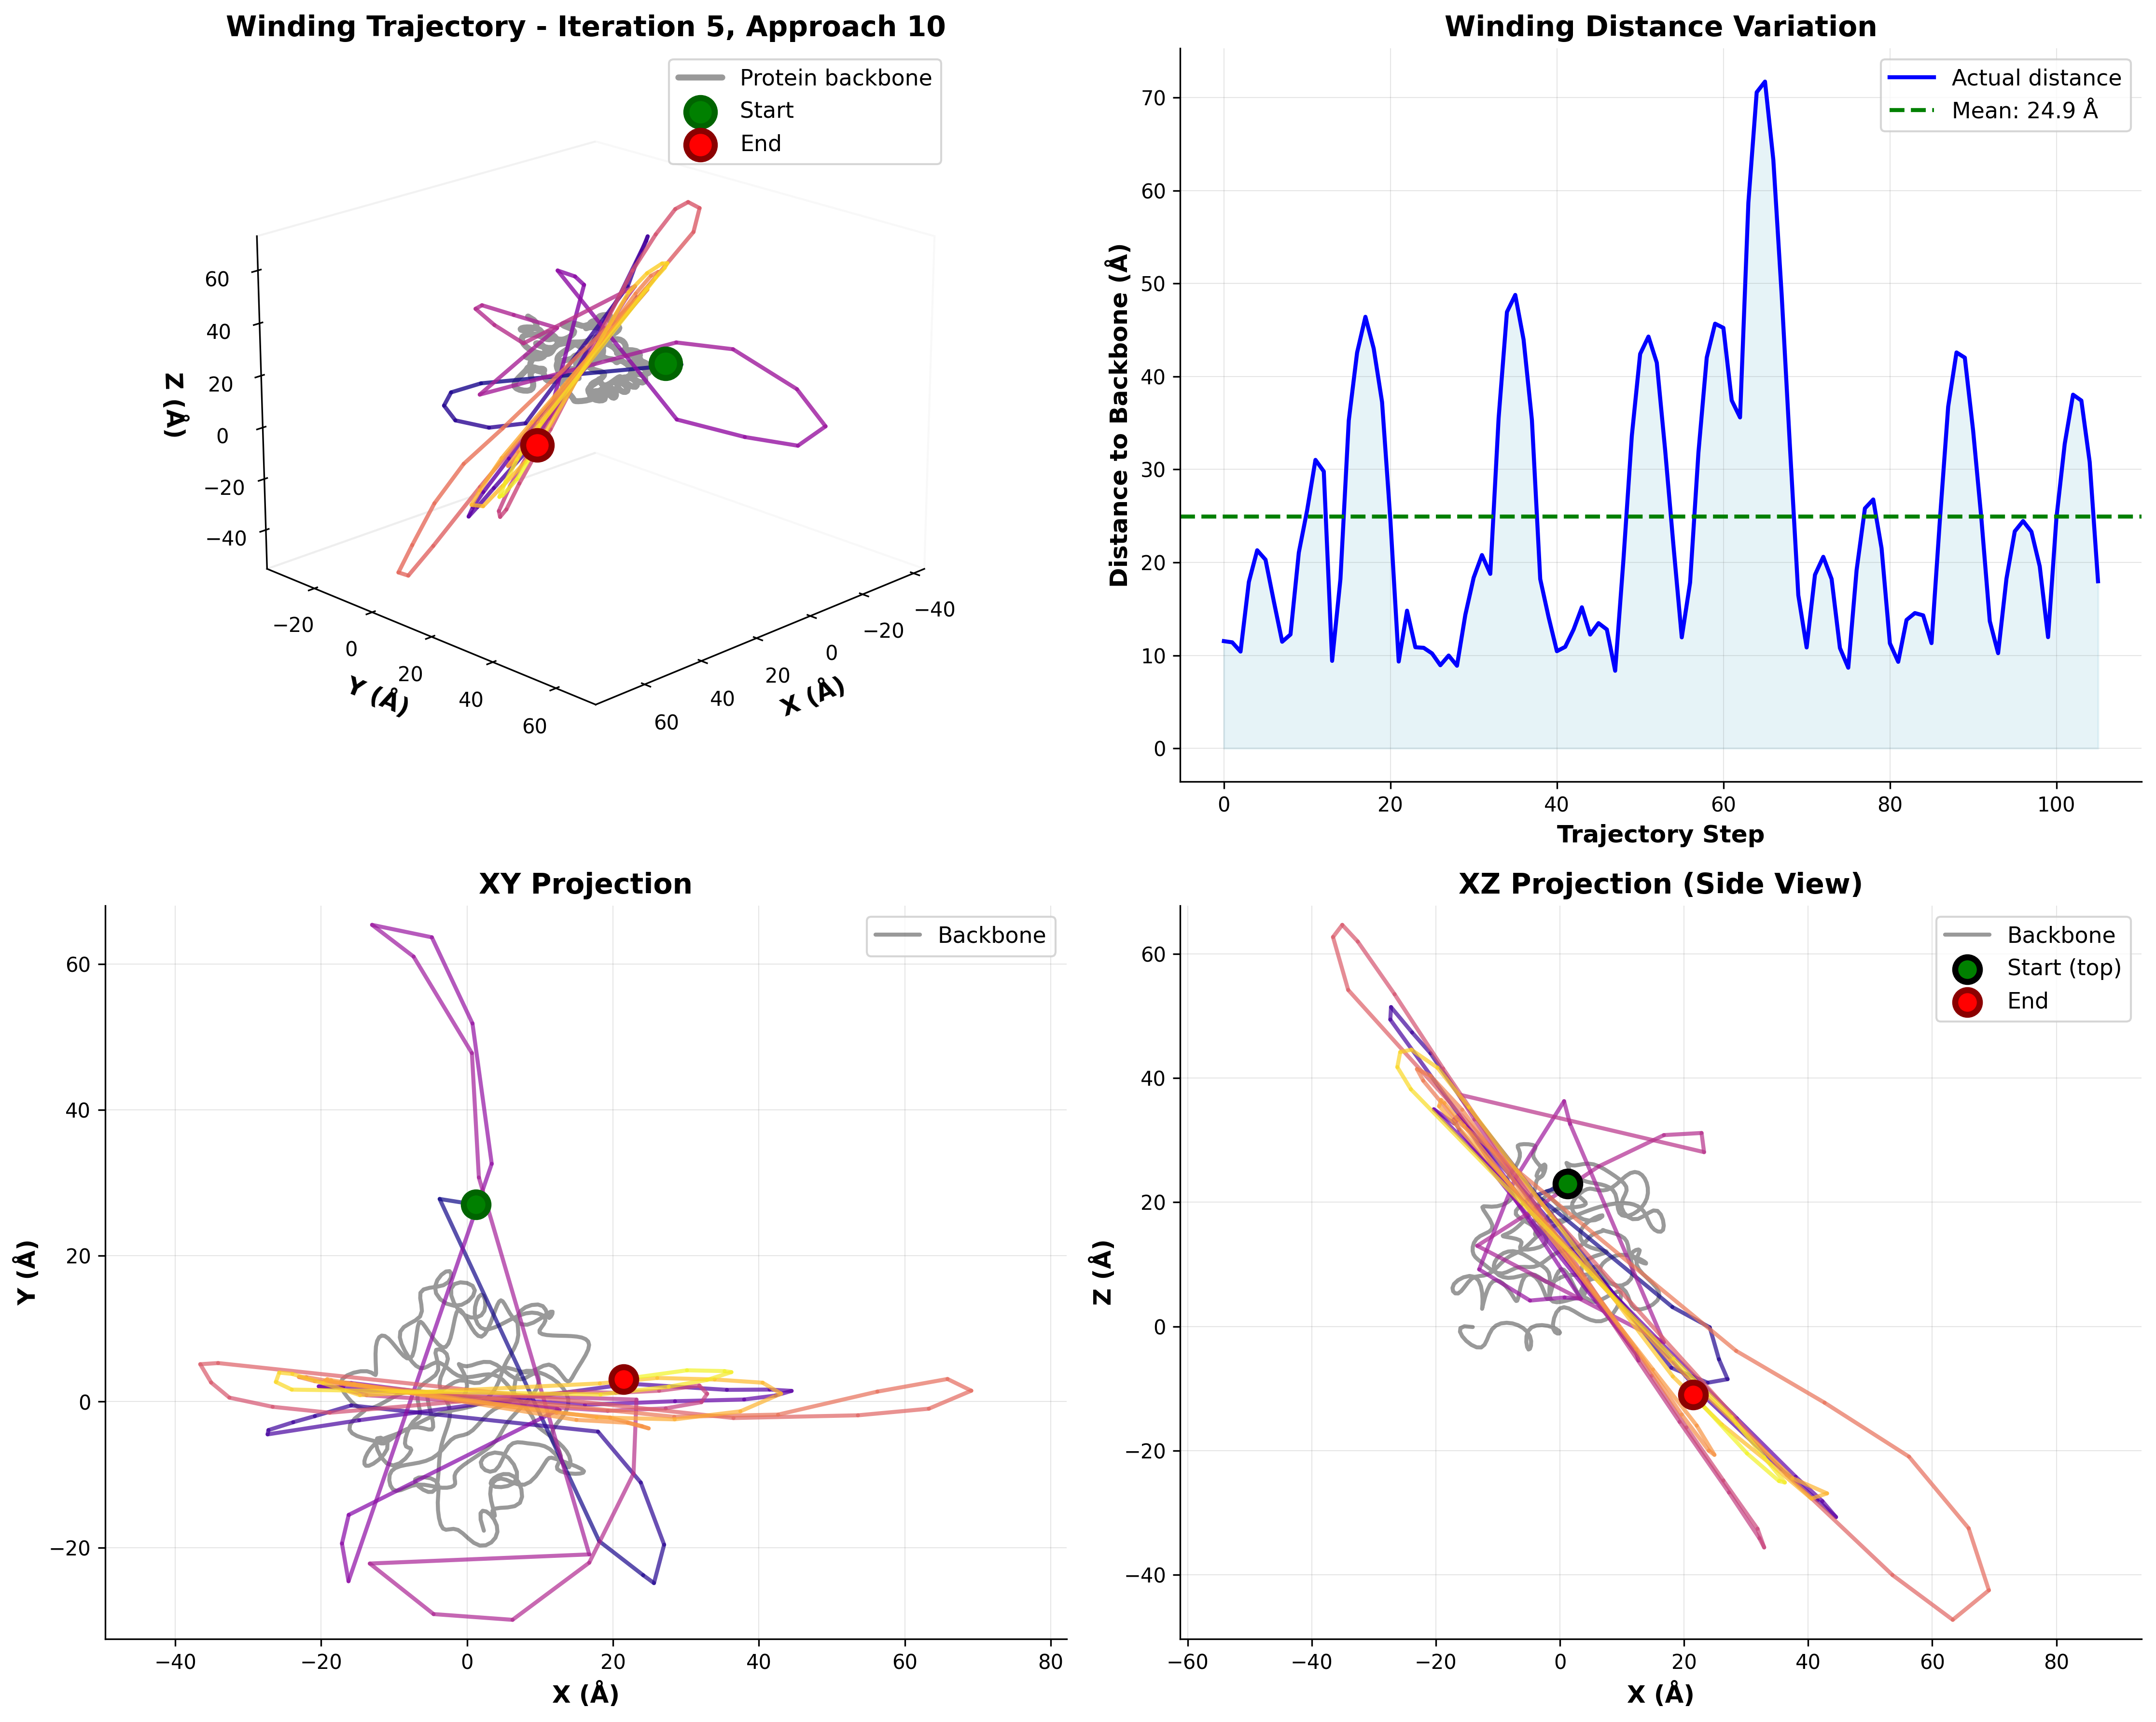 Winding Trajectory - Iteration 5, Approach 10
Protein backbone
Start
End
60
40
20
0
−20
−40
Z (Å)
−20
0
20
40
60
Y (Å)
60
40
20
0
−20
−40
X (Å)
Winding Distance Variation
Actual distance
Mean: 24.9 Å
70
60
50
40
30
20
10
0
Distance to Backbone (Å)
0
20
40
60
80
100
Trajectory Step
XY Projection
Backbone
60
40
20
0
−20
Y (Å)
−40
−20
0
20
40
60
80
X (Å)
XZ Projection (Side View)
Backbone
Start (top)
End
60
40
20
0
−20
−40
Z (Å)
−60
−40
−20
0
20
40
60
80
X (Å)